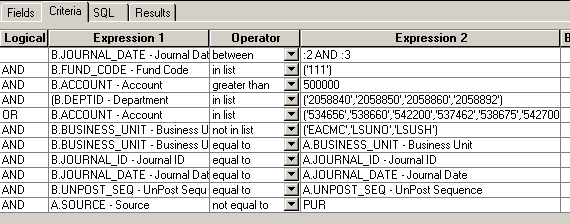 Fields Criteria SQL Results
Logical Expression 1 Operator Expression 2 B
B.JOURNAL_DATE - Journal Dat between :2 AND :3
AND B.FUND_CODE - Fund Code in list ('111')
AND B.ACCOUNT - Account greater than 500000
AND (B.DEPTID - Department in list ('2058840','2058850','2058860','2058892')
OR B.ACCOUNT - Account in list ('534656','538660','542200','537462','538675','542700
AND B.BUSINESS_UNIT - Business U not in list ('EACMC','LSUNO','LSUSH')
AND B.BUSINESS_UNIT - Business U equal to A.BUSINESS_UNIT - Business Unit
AND B.JOURNAL_ID - Journal ID equal to A.JOURNAL_ID - Journal ID
AND B.JOURNAL_DATE - Journal Dat equal to A.JOURNAL_DATE - Journal Date
AND B.UNPOST_SEQ - UnPost Sequ equal to A.UNPOST_SEQ - UnPost Sequence
AND A.SOURCE - Source not equal to PUR